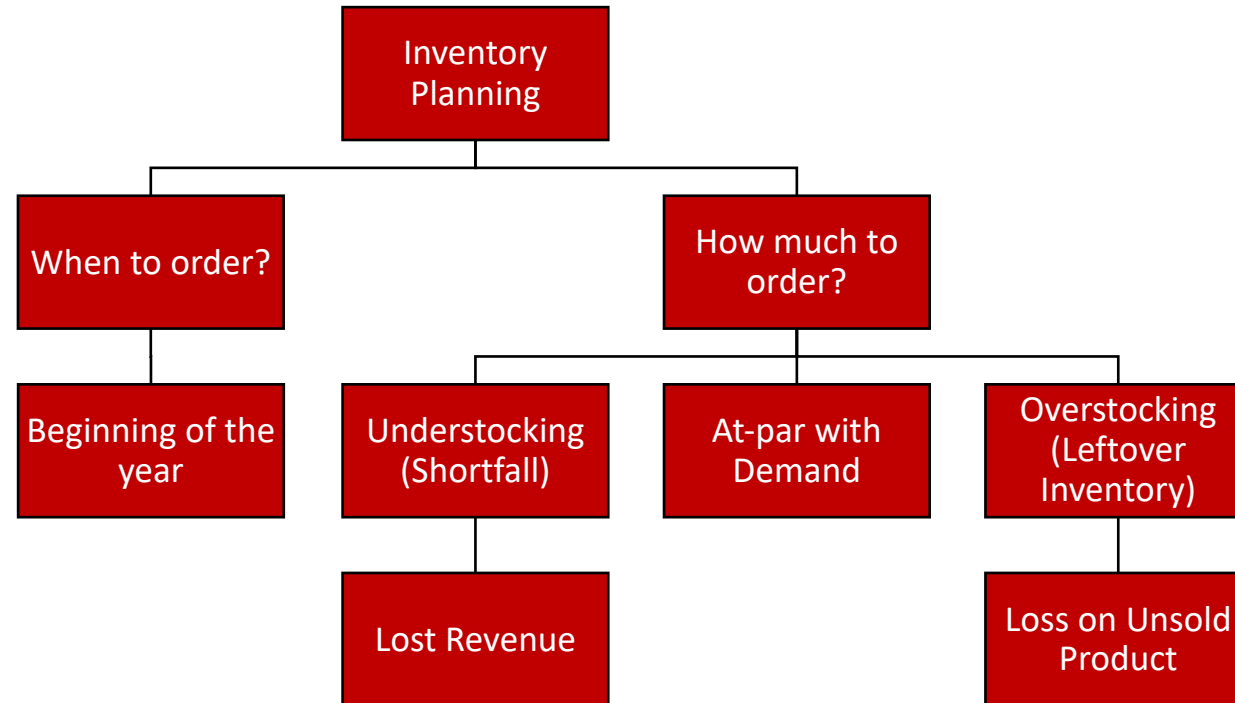 Inventory
Planning
When to order?
How much to
order?
Beginning of the
year
Understocking
(Shortfall)
At-par with
Demand
Overstocking
(Leftover
Inventory)
Lost Revenue
Loss on Unsold
Product